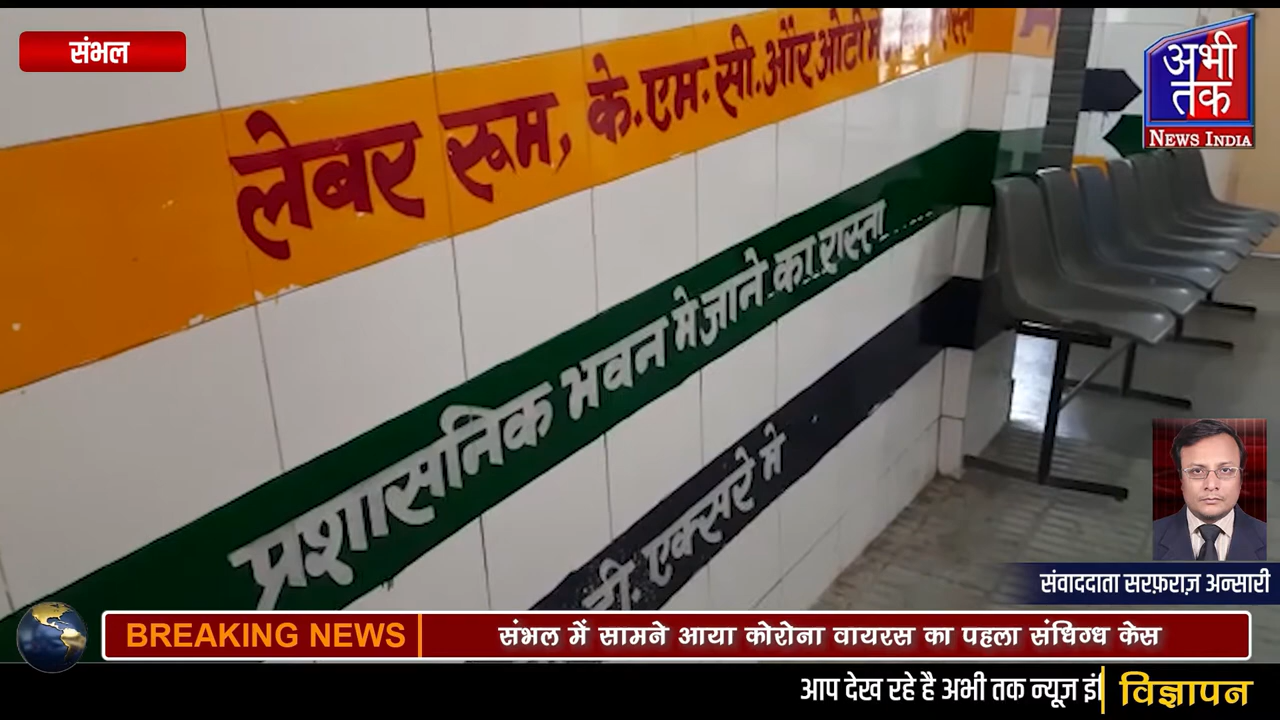 संभल
अभी
तक
NEWS INDIA
लेबर रूम, के.एम.सी.और ओटी मे
प्रशासनिक भवन मे जाने का रास्ता
एक्सरे मे
संवाददाता सरफ़राज़ अन्सारी
BREAKING NEWS
संभल में सामने आया कोरोना वायरस का पहला संधिग्ध केस
आप देख रहे है अभी तक न्यूज़ इं
विज्ञापन